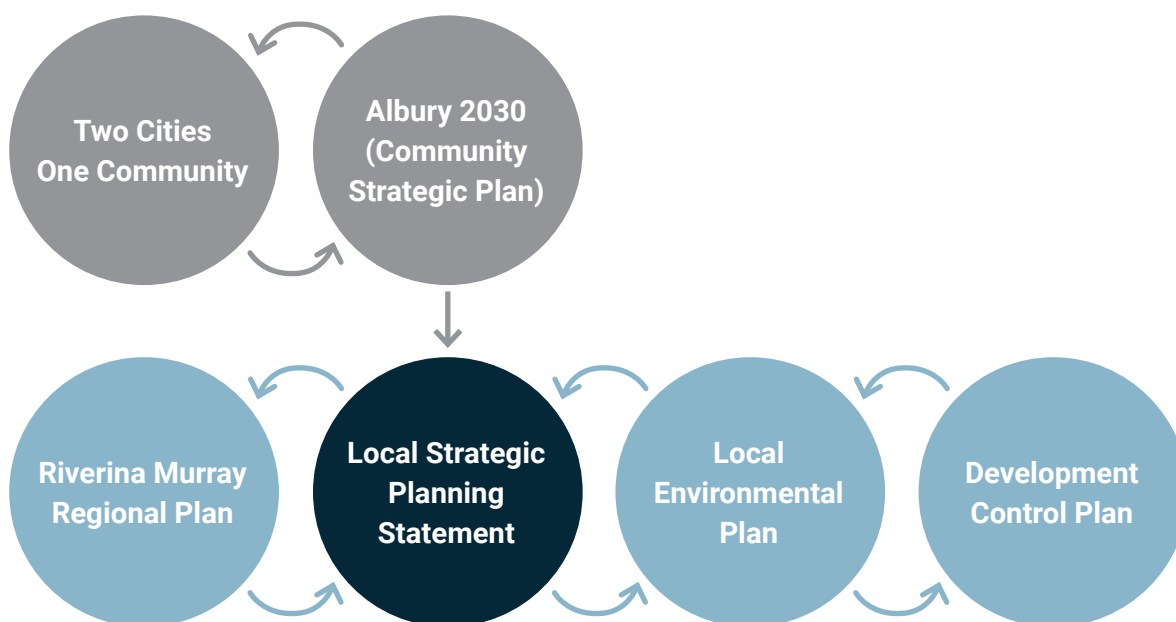 Two Cities
One Community
Albury 2030
(Community
Strategic Plan)
Riverina Murray
Regional Plan
Local Strategic
Planning
Statement
Local
Environmental
Plan
Development
Control Plan